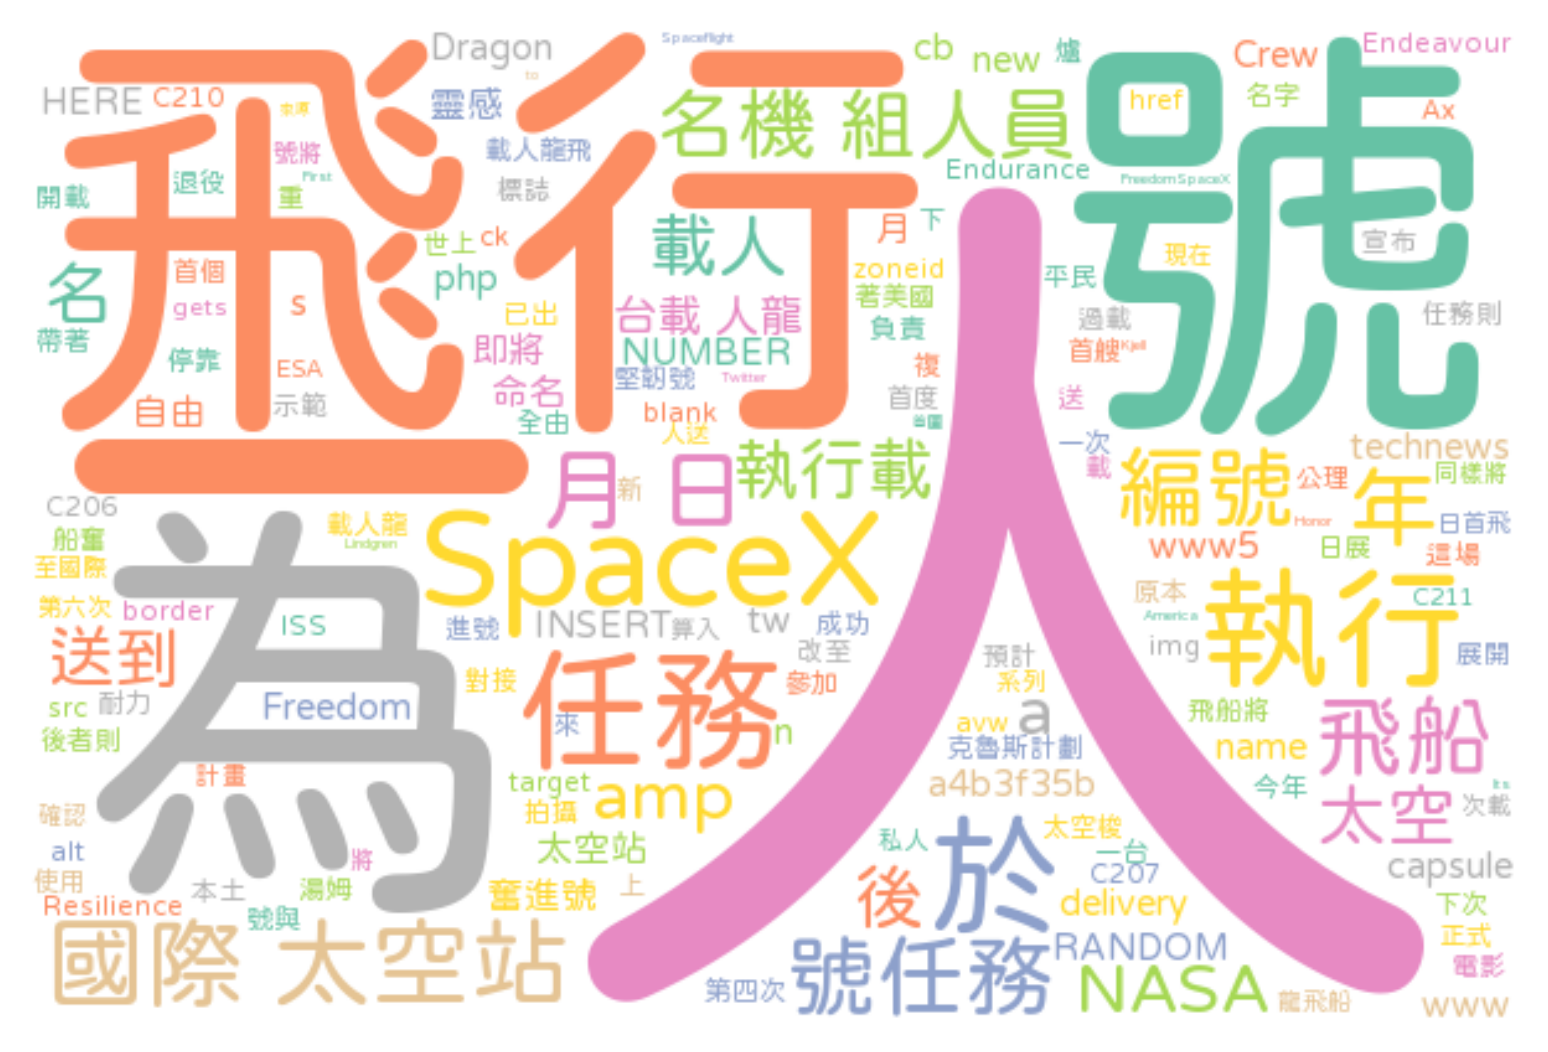 飛行
號
人
為
SpaceX
任務
執行
國際 太空站
名機 組人員
於
號任務
NASA
編號
年
飛船
太空
月 日
執行載
載人
台載 人龍
NUMBER
送到
amp
後
名
Dragon
Spaceflight
to
cb
new
爐
Crew
Endeavour
HERE
C210
靈感
href
名字
Ax
號將
載人龍飛
First
標誌
Endurance
FreedomSpaceX
開載
退役
重
世上
ck
月
下
現在
宣布
首個
php
zoneid
平民
gets
s
已出
著美國
過載
任務則
帶著
停靠
即將
負責
首艘
Kjell
ESA
堅韌號
Twitter
複
自由
示範
命名
首度
送
全由
blank
人送
一次
technews
載
公理
同樣將
C206
新
Honor
日首飛
船奮
載人龍
Lindgren
www5
日展
這場
至國際
原本
C211
第六次
border
ISS
進號
INSERT
算入
tw
成功
America
img
展開
改至
預計
src
耐力
Freedom
對接
參加
系列
後者則
來
n
avw
a
飛船將
克魯斯計劃
name
計畫
target
a4b3f35b
今年
its
次載
確認
拍攝
太空梭
alt
將
太空站
私人
一台
capsule
使用
本土
湯姆
奮進號
上
C207
Resilience
號與
delivery
下次
RANDOM
正式
電影
第四次
龍飛船
www